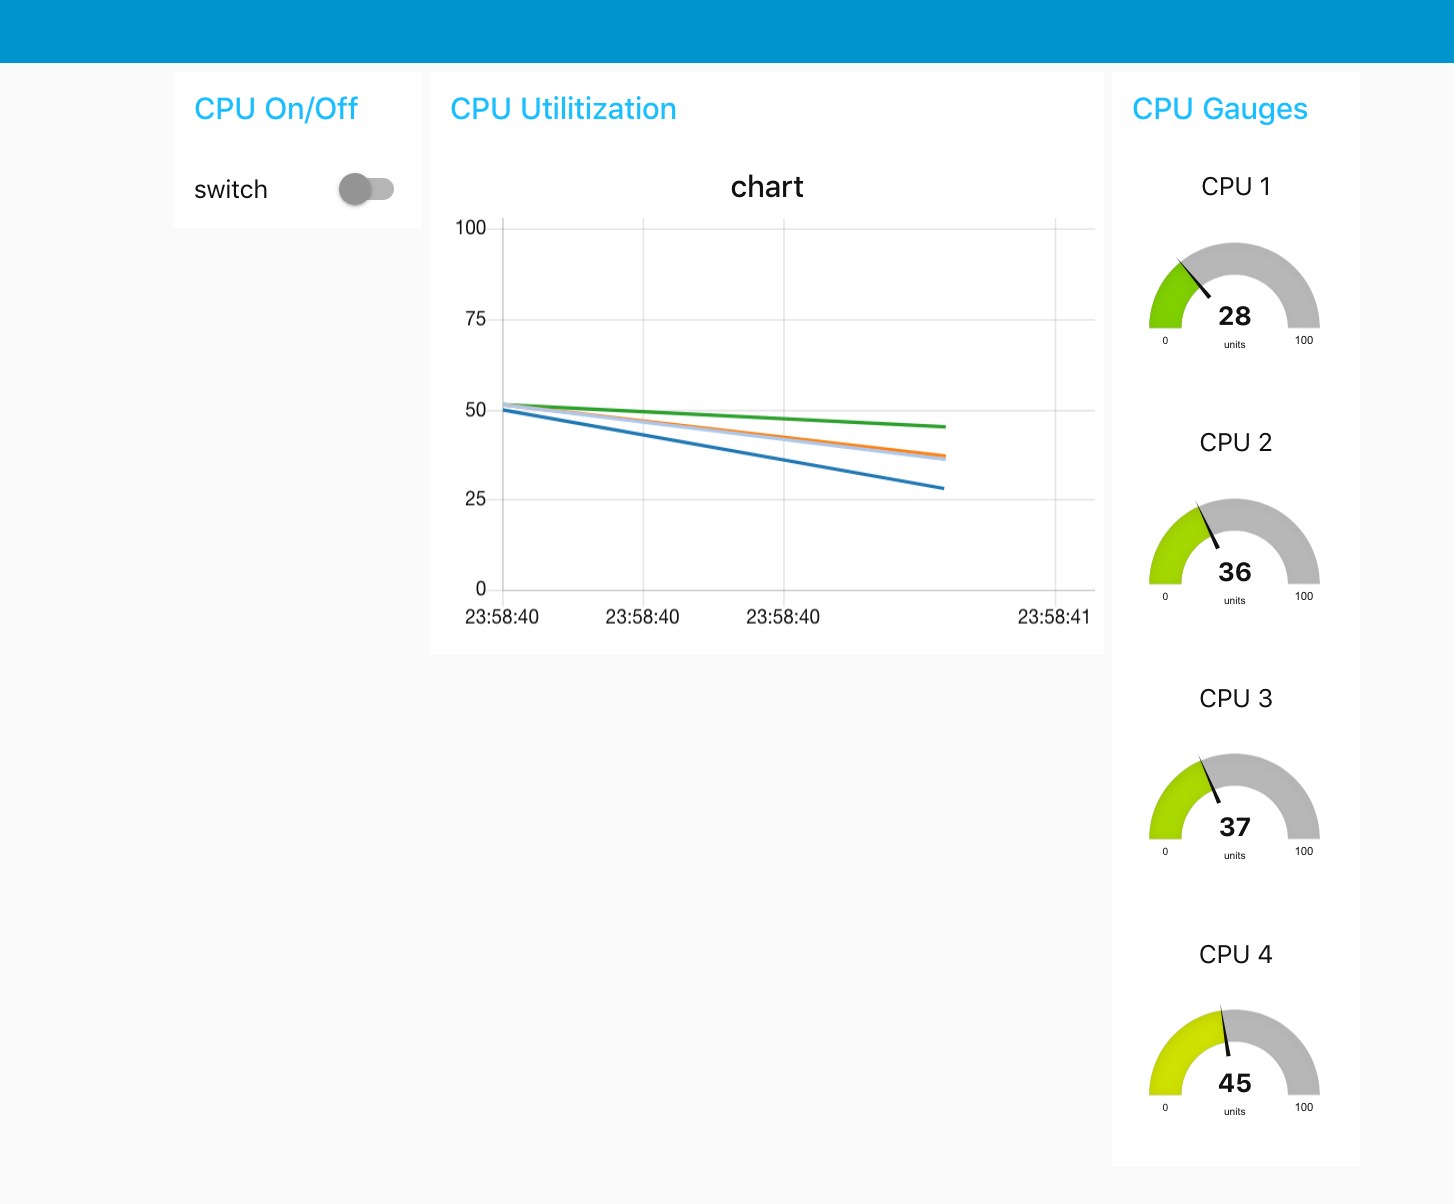 CPU On/Off
switch
CPU Utilitization
chart
100
75
50
25
0
23:58:40 23:58:40 23:58:40 23:58:41
CPU Gauges
CPU 1
28
units
0 100
CPU 2
36
units
0 100
CPU 3
37
units
0 100
CPU 4
45
units
0 100